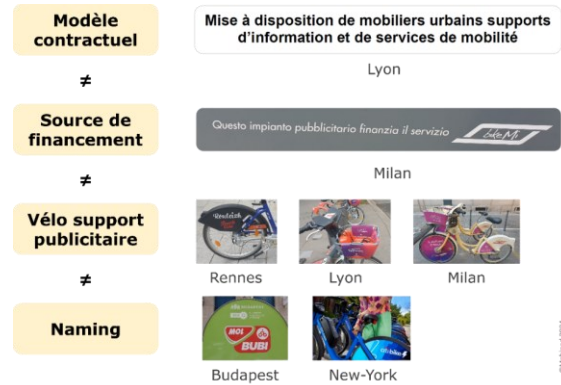 Modèle
contractuel
Mise à disposition de mobiliers urbains supports
d'information et de services de mobilité
Lyon
≠
Source de
financement
Questo impianto pubblicitario finanzia il servizio
bikeMi
Milan
≠
Vélo support
publicitaire
Rennes
Lyon
Milan
≠
Naming
MOL
BUBI
Budapest
New-York